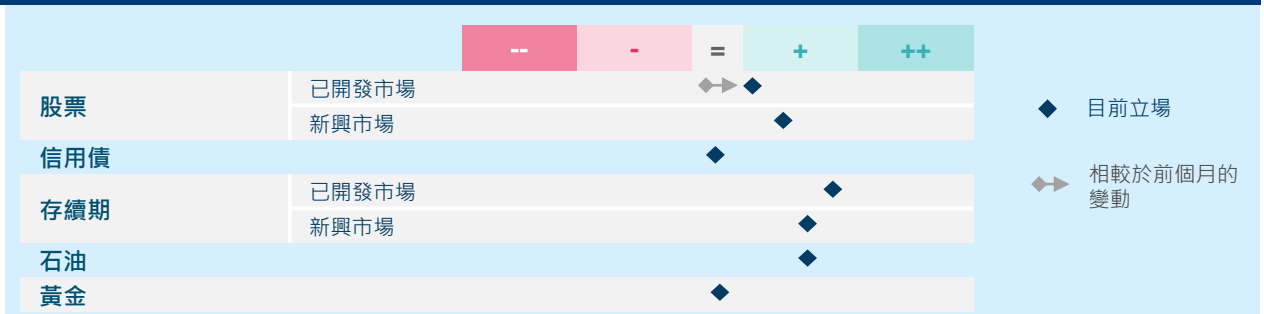 -- - = + ++
股票
已開發市場
新興市場
信用債
存續期
已開發市場
新興市場
石油
黃金
目前立場
相較於前個月的
變動